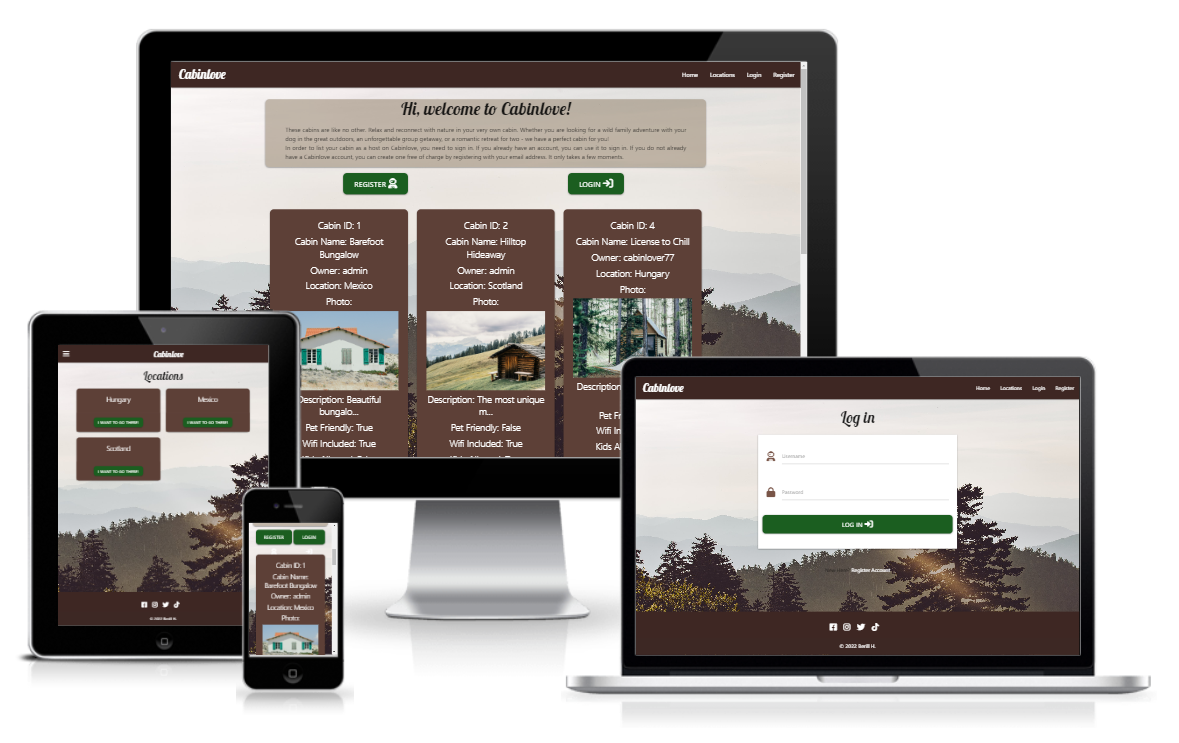 Cabinlove
Home Locations Login Register
Hi, welcome to Cabinlove!
These cabins are like no other. Relax and reconnect with nature in your very own cabin. Whether you are looking for a wild family adventure with your
dog in the great outdoors, an unforgettable group getaway, or a romantic retreat for two - we have a perfect cabin for you!
In order to list your cabin as a host on Cabinlove, you need to sign in. If you already have an account, you can use it to sign in. If you do not already
have a Cabinlove account, you can create one free of charge by registering with your email address. It only takes a few moments.
REGISTER
LOGIN
Cabin ID: 1
Cabin Name: Barefoot
Bungalow
Owner: admin
Location: Mexico
Photo:
Description: Beautiful
bungalo...
Pet Friendly: True
Wifi Included: True
Cabin ID: 2
Cabin Name: Hilltop
Hideaway
Owner: admin
Location: Scotland
Photo:
Description: The most unique
m...
Pet Friendly: False
Wifi Included: True
Cabin ID: 4
Cabin Name: License to Chill
Owner: cabinlover77
Location: Hungary
Photo:
Description
Pet Fr
Wifi In
Kids A
Cabinlove
Locations
Hungary
I WANT TO GO THERE!
Mexico
I WANT TO GO THERE!
Scotland
I WANT TO GO THERE!
© 2022 Berill H.
REGISTER
LOGIN
Cabin ID: 1
Cabin Name:
Barefoot Bungalow
Owner: admin
Location: Mexico
Photo:
Cabinlove
Home Locations Login Register
Log in
Username
Password
LOG IN
Register Account
© 2022 Berill H.